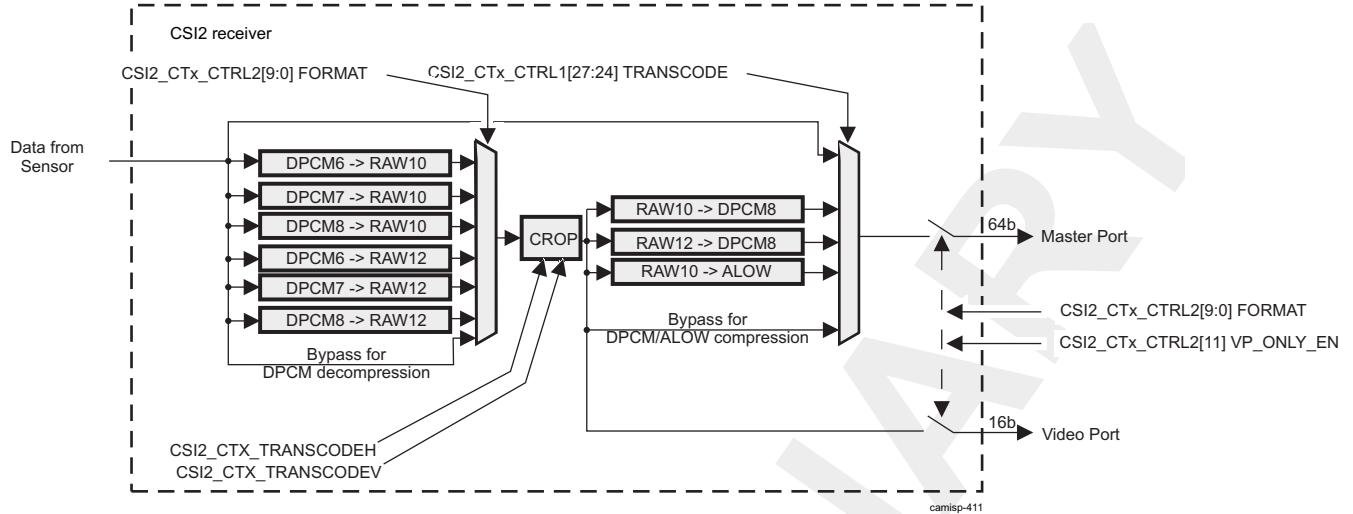 CSI2 receiver
CSI2_CTx_CTRL2[9:0] FORMAT
CSI2_CTx_CTRL1[27:24] TRANSCODE
Data from
Sensor
DPCM6 -> RAW10
DPCM7 -> RAW10
DPCM8 -> RAW10
DPCM6 -> RAW12
DPCM7 -> RAW12
DPCM8 -> RAW12
Bypass for
DPCM decompression
CROP
RAW10 -> DPCM8
RAW12 -> DPCM8
RAW10 -> ALOW
Bypass for
DPCM/ALOW compression
64b
Master Port
CSI2_CTx_CTRL2[9:0] FORMAT
CSI2_CTx_CTRL2[11] VP_ONLY_EN
16b
Video Port
CSI2_CTX_TRANSCODEH
CSI2_CTX_TRANSCODEV
camisp-411